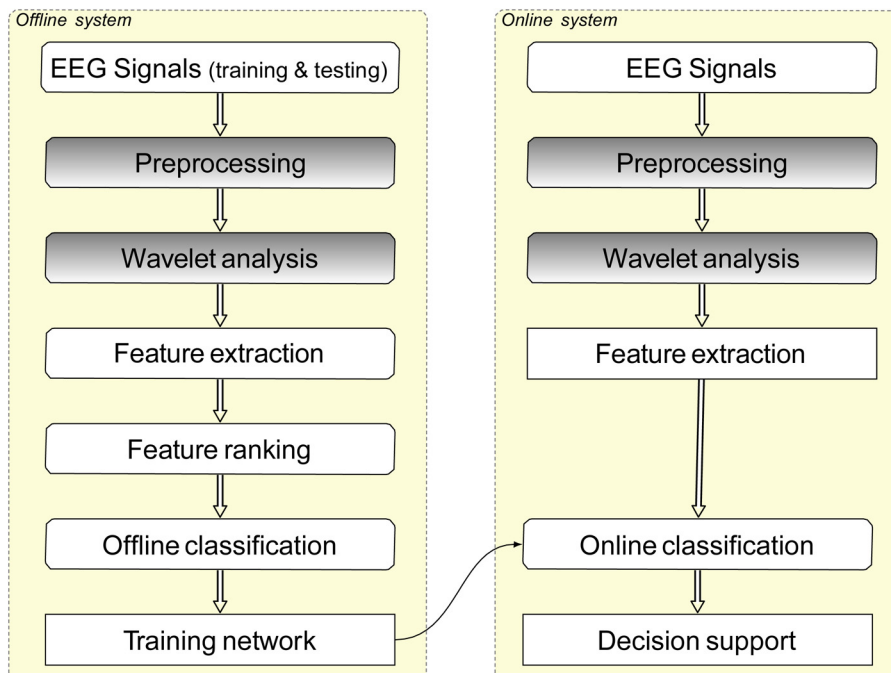 Offline system
EEG Signals (training & testing)
Preprocessing
Wavelet analysis
Feature extraction
Feature ranking
Offline classification
Training network
Online system
EEG Signals
Preprocessing
Wavelet analysis
Feature extraction
Online classification
Decision support